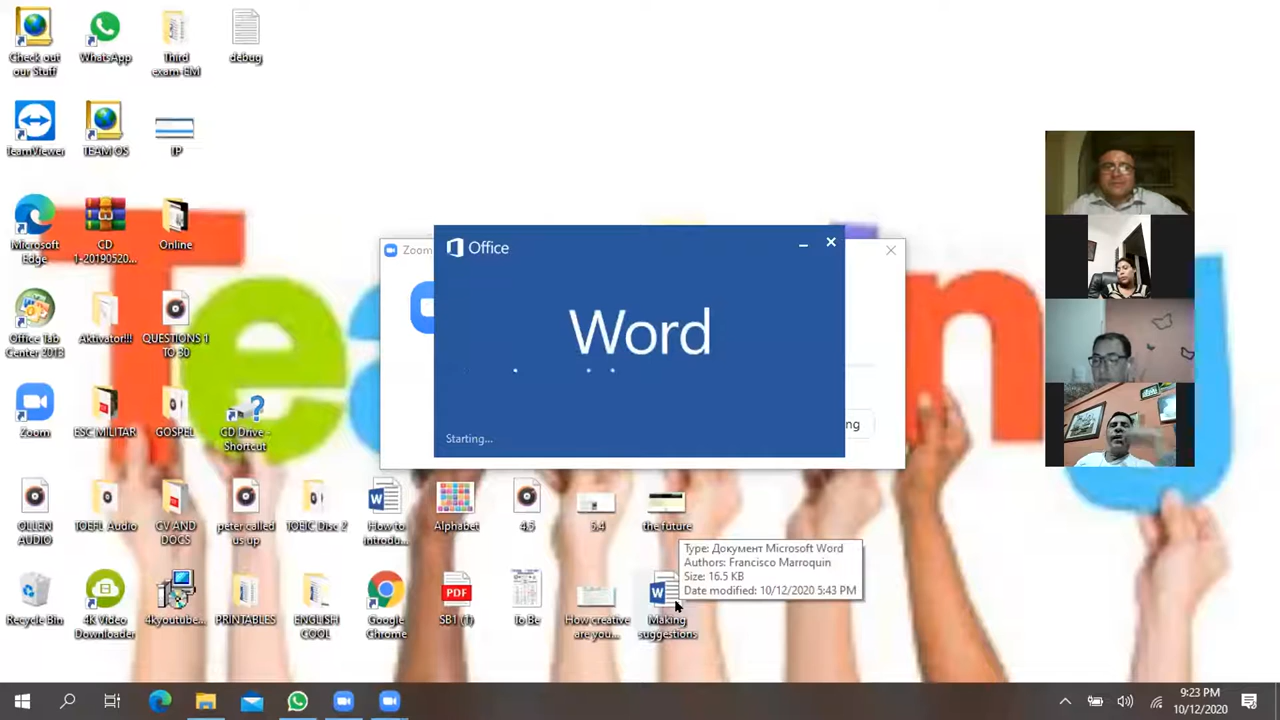 Check out
our Stuff
WhatsApp
Third
exam-EM
debug
TeamViewer
TEAM OS
IP
Microsoft
Edge
CD
1-20190520...
Online
Office Tab
Center 2013
Aktivator!!!
QUESTIONS 1
TO 30
Zoom
ESC MILITAR
GOSPEL
CD Drive -
Shortcut
Zoom
Office
Word
Starting...
ng
OLLEN
AUDIO
TOEFL Audio
CV AND
DOCS
peter called
us up
TOEIC Disc 2
How to
introdu...
Alphabet
4.5
5.4
the future
Type: Документ Microsoft Word
Authors: Francisco Marroquin
Size: 16.5 KB
Date modified: 10/12/2020 5:43 PM
Recycle Bin
4K Video
Downloader
4kyoutube...
PRINTABLES
ENGLISH
COOL
Google
Chrome
PDF
SB1 (1)
To Be
How creative
are you...
Making
suggestions
9:23 PM
10/12/2020